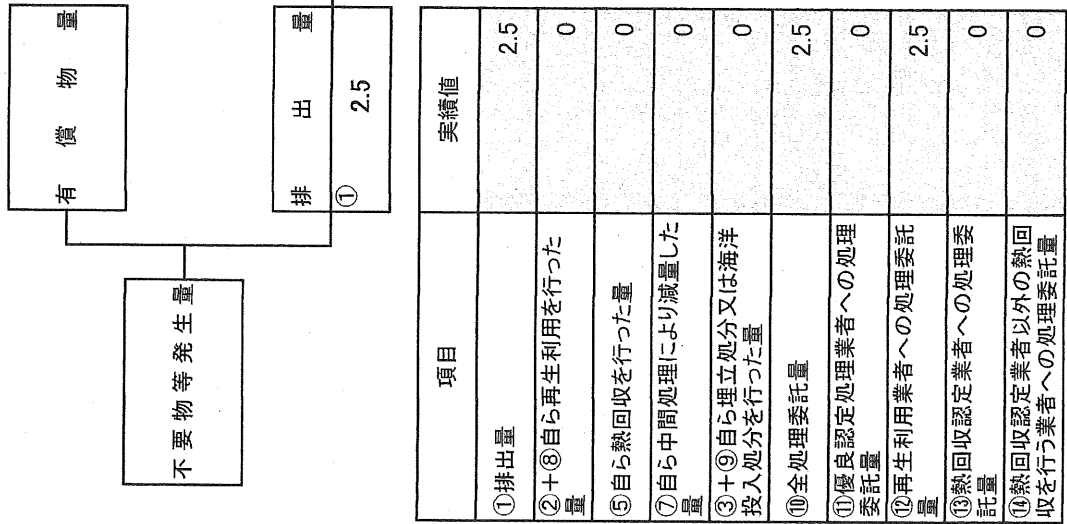 有償物量
不要物等発生量
排出量
①
2.5
項目 実績値
①排出量 2.5
②+⑧自ら再生利用を行った
量 0
⑤自ら熱回収を行った量 0
⑦自ら中間処理により減量した
量 0
③+⑨自ら埋立処分又は海洋
投入処分を行った量 0
⑩全処理委託量 2.5
⑪優良認定処理業者への処理
委託量 0
⑫再生利用業者への処理委託
量 2.5
⑬熱回収認定業者への処理委
託量 0
⑭熱回収認定業者以外の熱回
収を行う業者への処理委託量 0